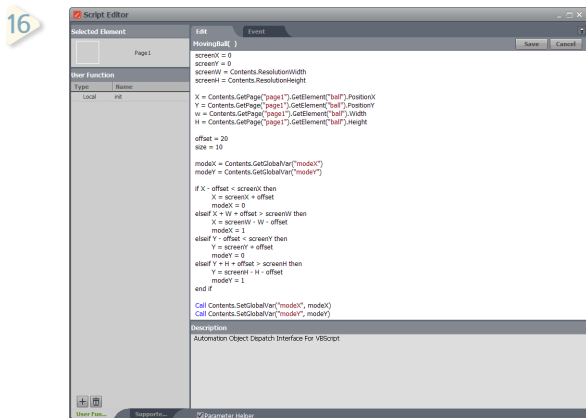 16
Script Editor
Selected Element
Page1
User Function
Type Name
Local init
User Fun... Supporte...
Edit Event
MovingBall( ) Save Cancel
screenX = 0
screenY = 0
screenW = Contents.ResolutionWidth
screenH = Contents.ResolutionHeight
X = Contents.GetPage("page1").GetElement("ball").PositionX
Y = Contents.GetPage("page1").GetElement("ball").PositionY
w = Contents.GetPage("page1").GetElement("ball").Width
H = Contents.GetPage("page1").GetElement("ball").Height
offset = 20
size = 10
modeX = Contents.GetGlobalVar("modeX")
modeY = Contents.GetGlobalVar("modeY")
if X - offset < screenX then
X = screenX + offset
modeX = 0
elseif X + W + offset > screenW then
X = screenW - W - offset
modeX = 1
elseif Y - offset < screenY then
Y = screenY + offset
modeY = 0
elseif Y + H + offset > screenH then
Y = screenH - H - offset
modeY = 1
end if
Call Contents.SetGlobalVar("modeX", modeX)
Call Contents.SetGlobalVar("modeY", modeY)
Description
Automation Object Dispatch Interface For VBScript
Parameter Helper